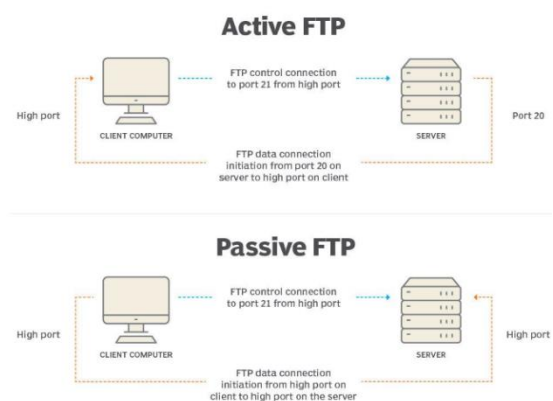 Active FTP
FTP control connection
to port 21 from high port
High port
Port 20
CLIENT COMPUTER
SERVER
FTP data connection
initiation from port 20 on
server to high port on client
Passive FTP
FTP control connection
to port 21 from high port
High port
High port
CLIENT COMPUTER
SERVER
FTP data connection
initiation from high port on
client to high port on the server